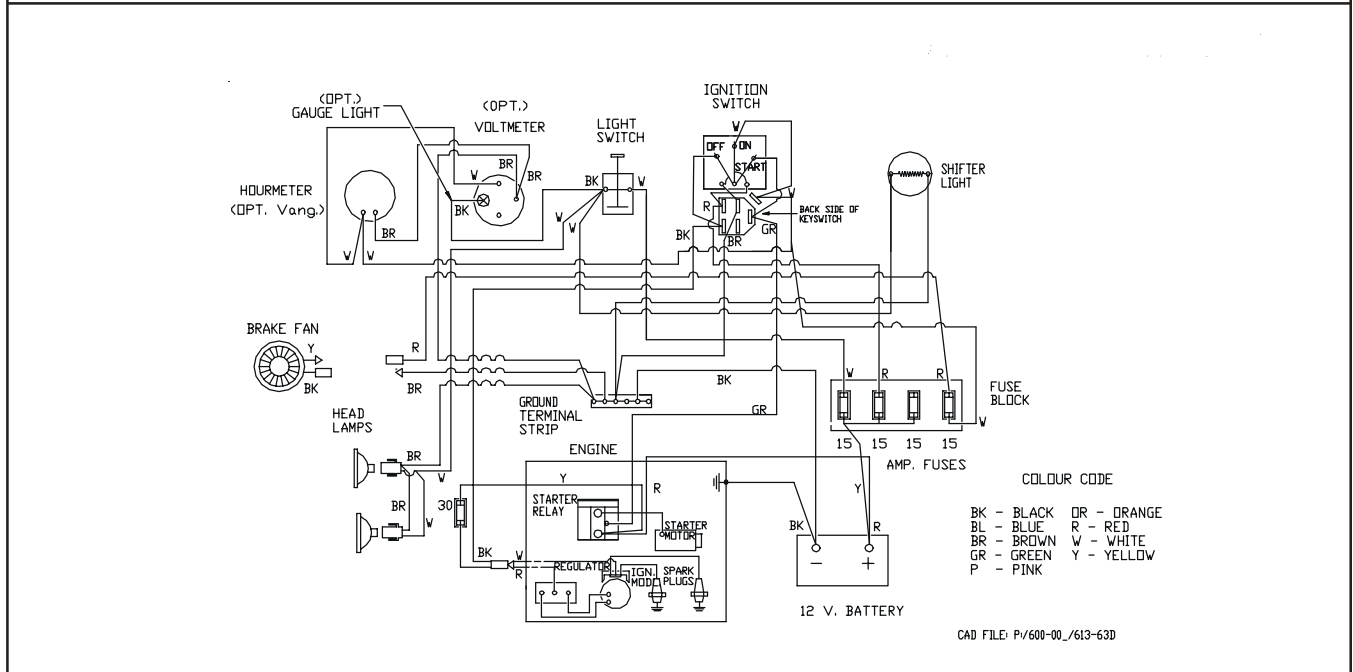 IGNITION
SWITCH
(OPT.)
GAUGE LIGHT
(OPT.)
VOLTMETER
LIGHT
SWITCH
W
OFF
ON
START
SHIFTER
LIGHT
HOURMETER
(OPT. Vang.)
W
BR
BR
BK
BK
W
W
W
R
W
BACK SIDE OF
KEYSWITCH
GR
BK
BR
BR
W
W
BRAKE FAN
Y
BK
R
BR
BK
GR
W
R
R
FUSE
BLOCK
W
15
15
15
15
AMP. FUSES
GROUND
TERMINAL
STRIP
HEAD
LAMPS
BR
W
BR
W
30
ENGINE
Y
R
STARTER
RELAY
STARTER
MOTOR
BK
W
R
REGULATOR
IGN.
MOD.
SPARK
PLUGS
Y
BK
R
-
+
12 V. BATTERY
COLOUR CODE
BK - BLACK OR - ORANGE
BL - BLUE R - RED
BR - BROWN W - WHITE
GR - GREEN Y - YELLOW
P - PINK
CAD FILE: P:/600-00_/613-63D